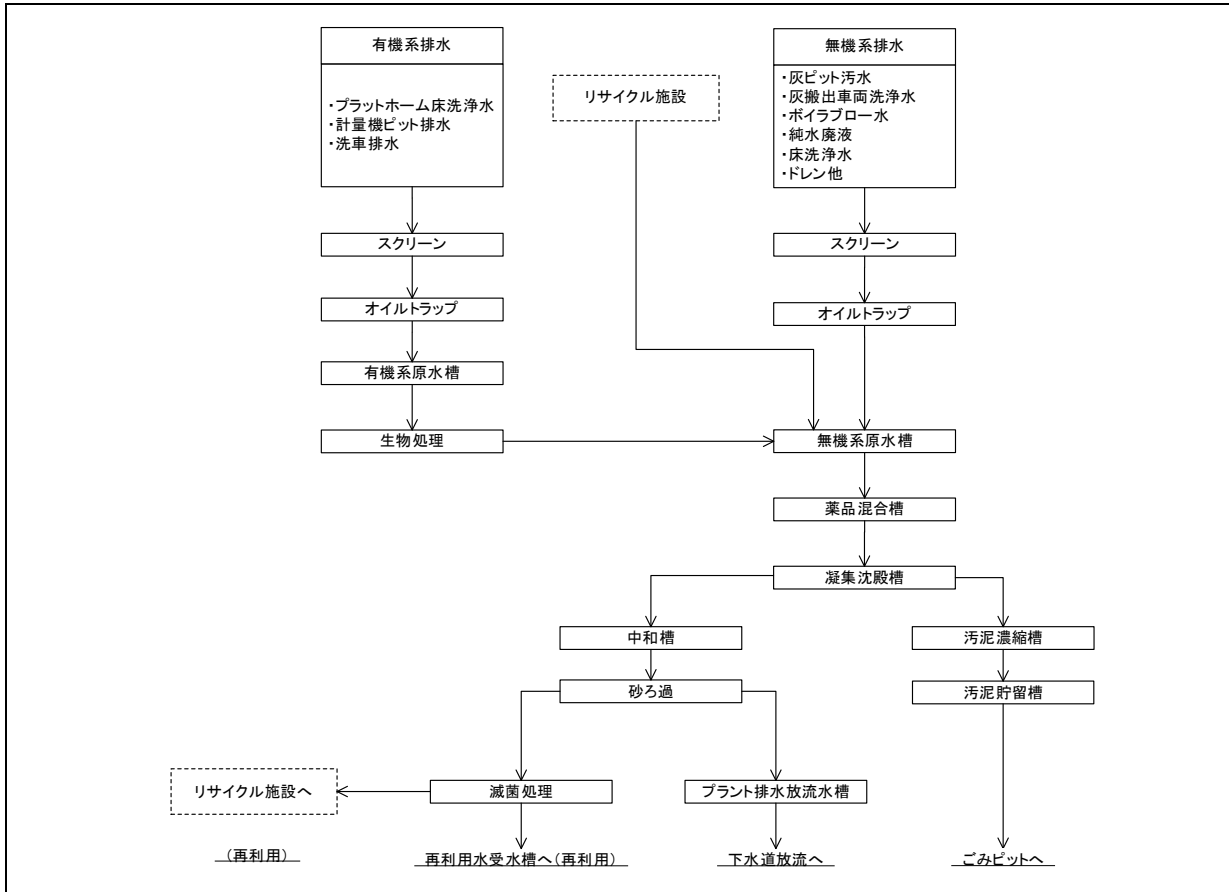 有機系排水
・プラットホーム床洗浄水
・計量機ピット排水
・洗車排水
リサイクル施設
無機系排水
・灰ピット汚水
・灰搬出車両洗浄水
・ボイラブロー水
・純水廃液
・床洗浄水
・ドレン他
スクリーン
スクリーン
オイルトラップ
オイルトラップ
有機系原水槽
生物処理
無機系原水槽
薬品混合槽
凝集沈殿槽
中和槽
汚泥濃縮槽
砂ろ過
汚泥貯留槽
リサイクル施設へ
滅菌処理
プラント排水放流水槽
(再利用)
再利用水受水槽へ(再利用)
下水道放流へ
ごみピットへ